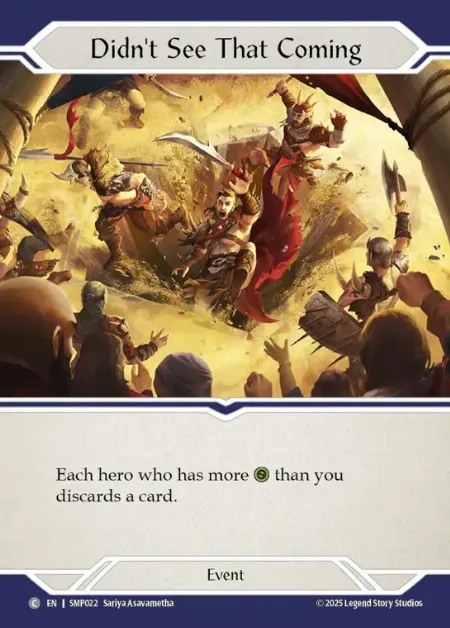 Didn't See That Coming
Each hero who has more than you
discards a card.
Event
C EN | SMP022 Sariya Asavametha © 2025 Legend Story Studios